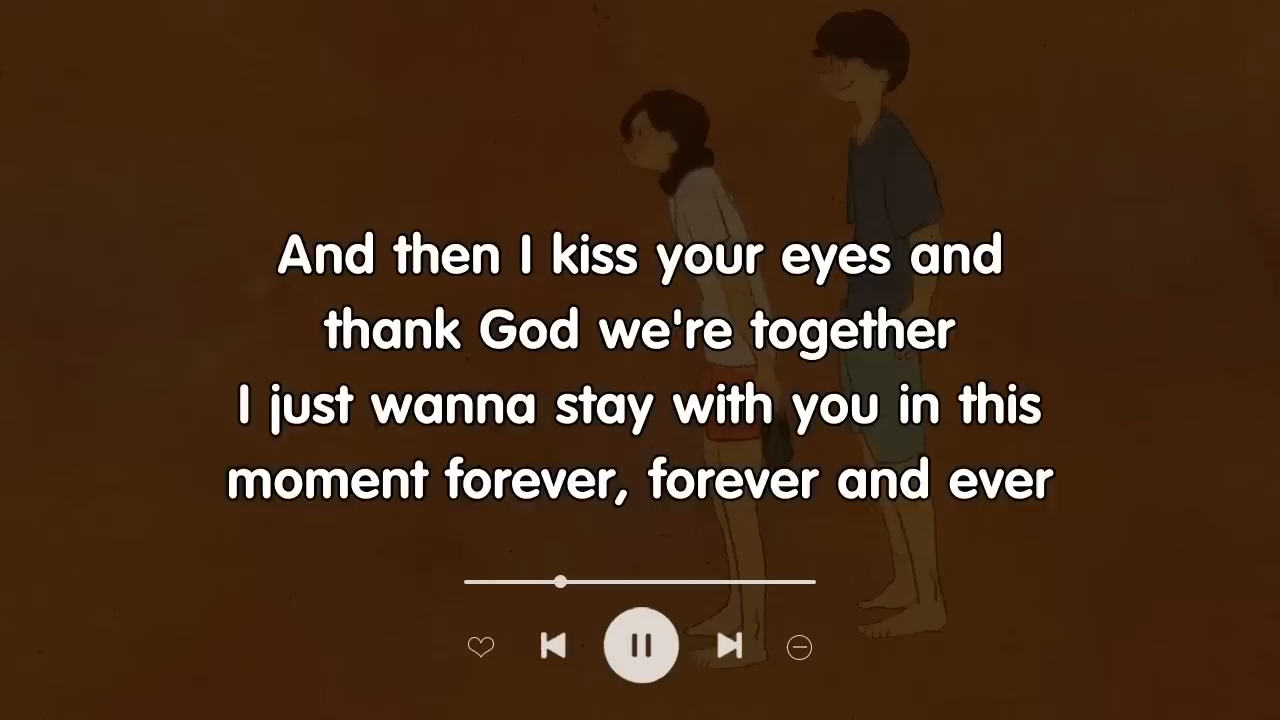 And then I kiss your eyes and
thank God we're together
I just wanna stay with you in this
moment forever, forever and ever